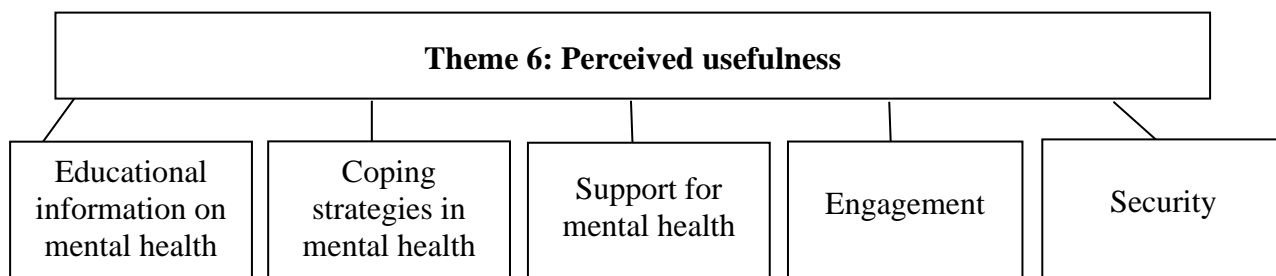 Theme 6: Perceived usefulness
Educational
information on
mental health
Coping
strategies in
mental health
Support for
mental health
Engagement
Security